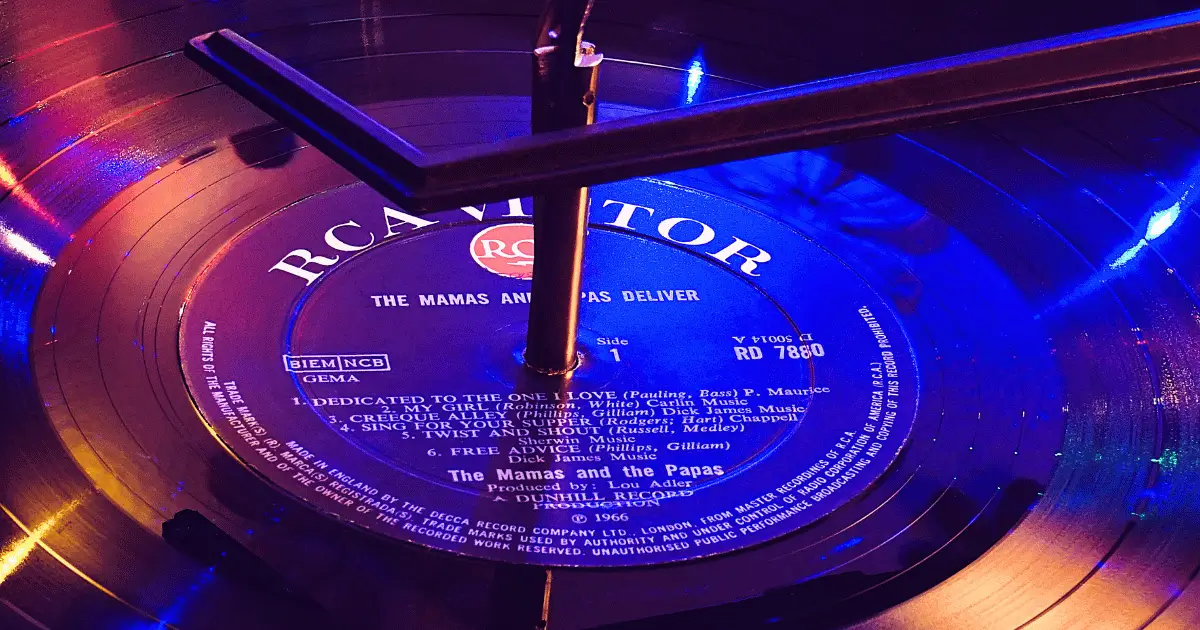 RCA VICTOR
RC
THE MAMAS AN PAS DELIVER
Side
1
D 50014 A
RD 7880
BIEM NCB
GEMA
1. DEDICATED TO THE ONE I LOVE (Pauling, Bass) P. Maurice
2. MY GIRL (Robinson, White) Carlin Music
3. CREEQUE ALLEY (Phillips, Gilliam) Dick James Music
4. SING FOR YOUR SUPPER (Rodgers; Hart) Chappell
5. TWIST AND SHOUT (Russell, Medley)
Sherwin Music
6. FREE ADVICE (Phillips, Gilliam)
Dick James Music
The Mamas and the Papas
Produced by: Lou Adler
A DUNHILL RECORD
PRODUCTION
℗ 1966
TRADE MARK(S) (R). MARCA(S) REGISTRADA(S). TRADE MARKS USED BY AUTHORITY AND UNDER CONTROL OF RADIO CORPORATION OF AMERICA (R.C.A.)
MADE IN ENGLAND BY THE DECCA RECORD COMPANY LTD., LONDON, FROM MASTER RECORDINGS OF R.C.A.
ALL RIGHTS OF THE MANUFACTURER AND OF THE OWNER OF THE RECORDED WORK RESERVED. UNAUTHORISED PUBLIC PERFORMANCE BROADCASTING AND COPYING OF THIS RECORD PROHIBITED.